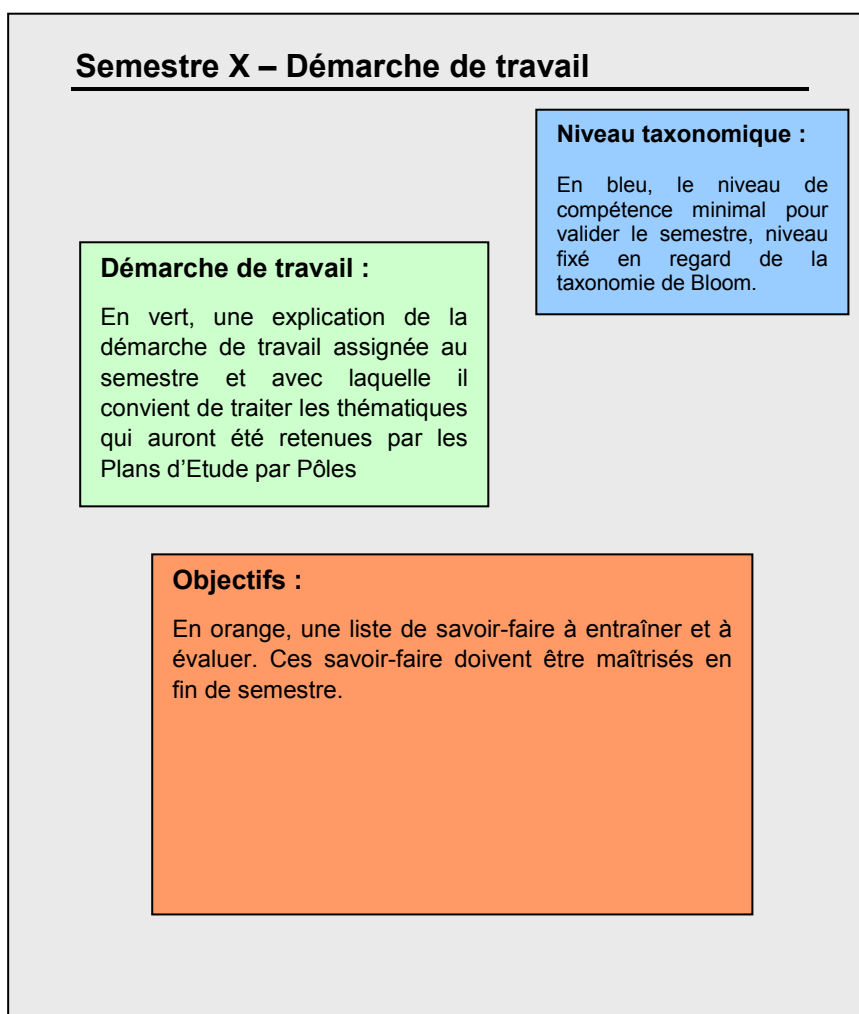 Semestre X – Démarche de travail
Niveau taxonomique :
En bleu, le niveau de
compétence minimal pour
valider le semestre, niveau
fixé en regard de la
taxonomie de Bloom.
Démarche de travail :
En vert, une explication de la
démarche de travail assignée au
semestre et avec laquelle il
convient de traiter les thématiques
qui auront été retenues par les
Plans d'Etude par Pôles
Objectifs :
En orange, une liste de savoir-faire à entraîner et à
évaluer. Ces savoir-faire doivent être maîtrisés en
fin de semestre.